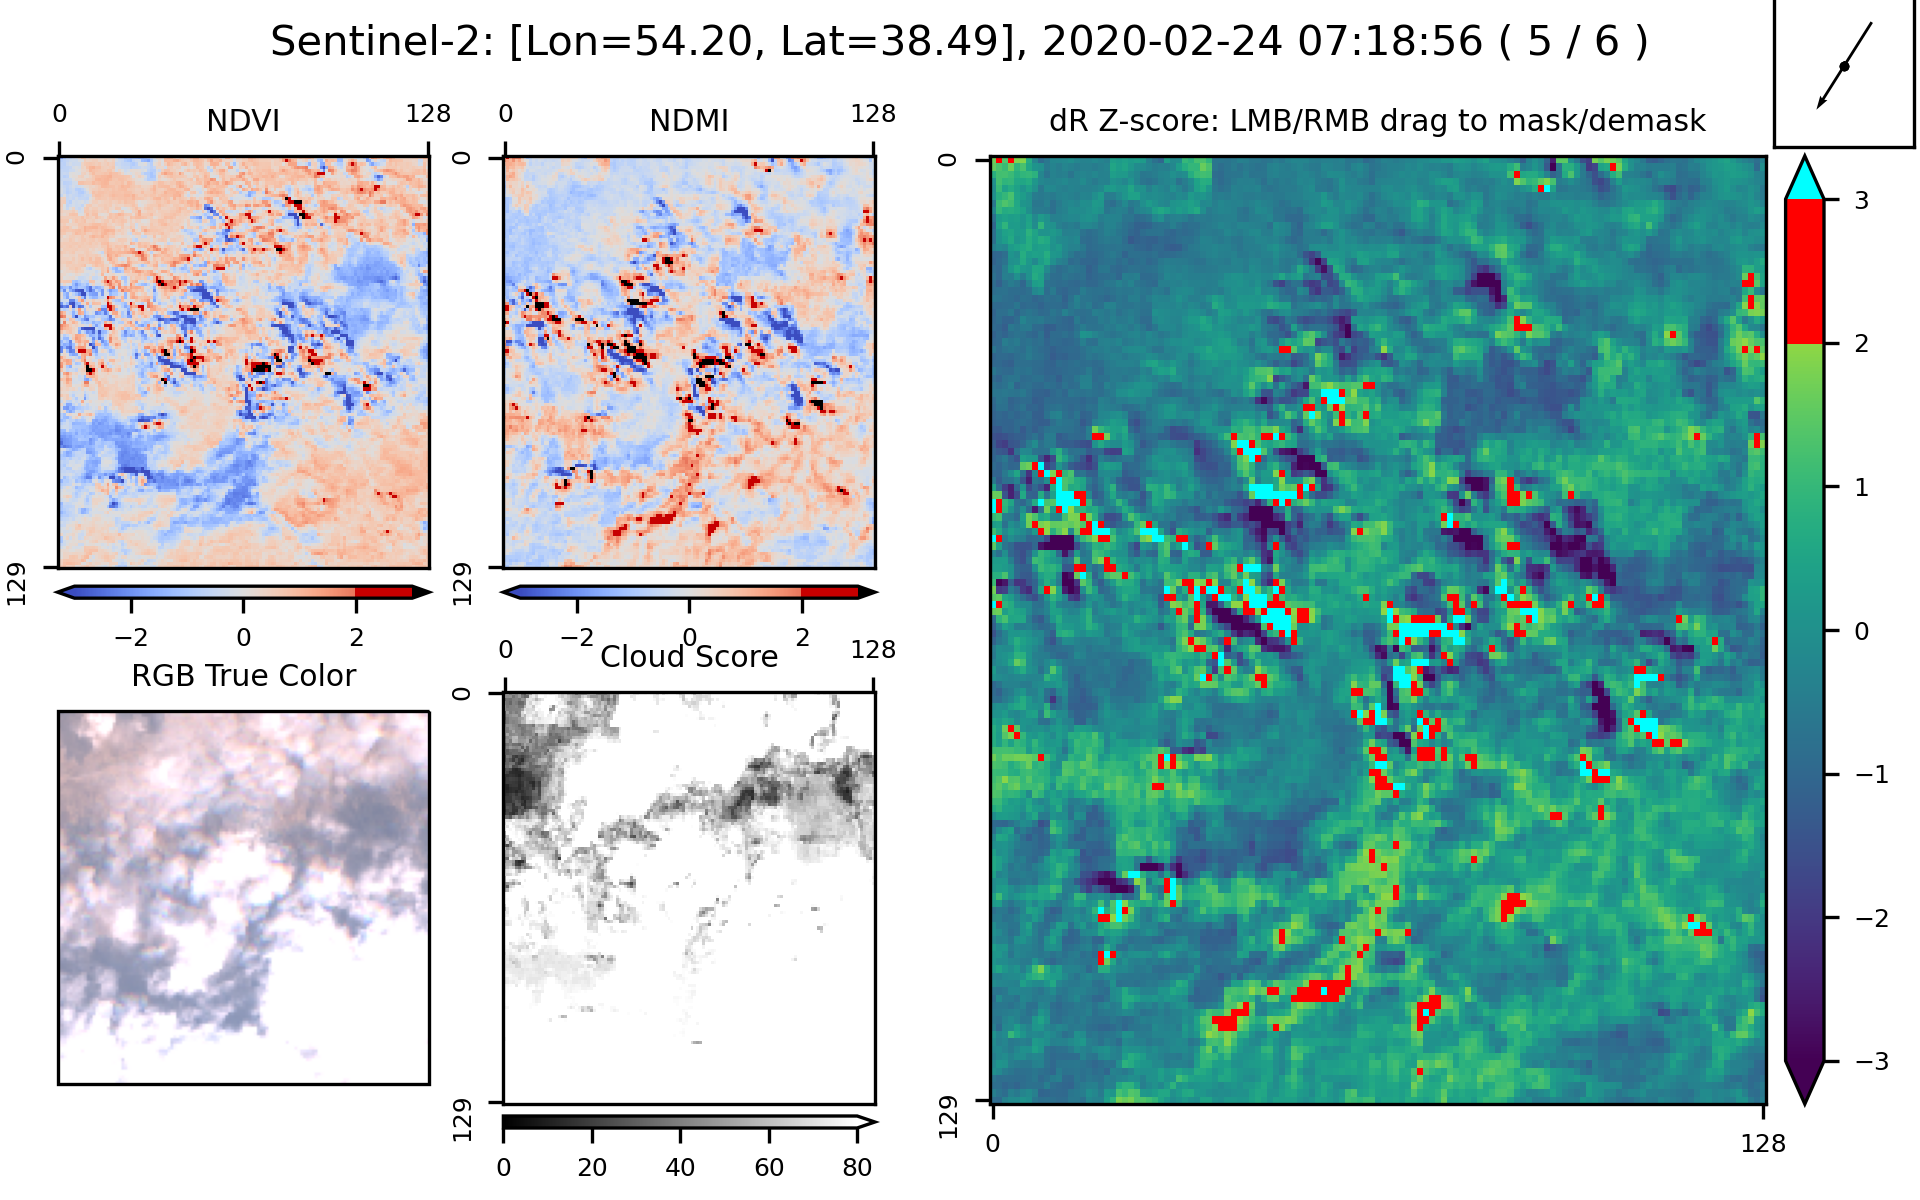 Sentinel-2: [Lon=54.20, Lat=38.49], 2020-02-24 07:18:56 ( 5 / 6 )
0 NDVI 128
0 NDMI 128
dR Z-score: LMB/RMB drag to mask/demask
0
0
0
129
129
−2 0 2
−2 0 2
RGB True Color
0 Cloud Score 128
0
129
0 20 40 60 80
129
0 128
3
2
1
0
−1
−2
−3